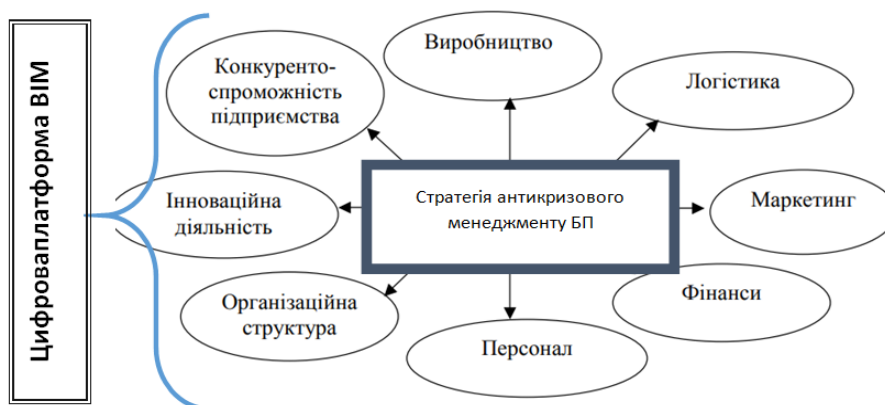 Цифроваплатформа BIM
Виробництво
Конкуренто-
спроможність
підприємства
Логістика
Інноваційна
діяльність
Стратегія антикризового
менеджменту БП
Маркетинг
Організаційна
структура
Фінанси
Персонал